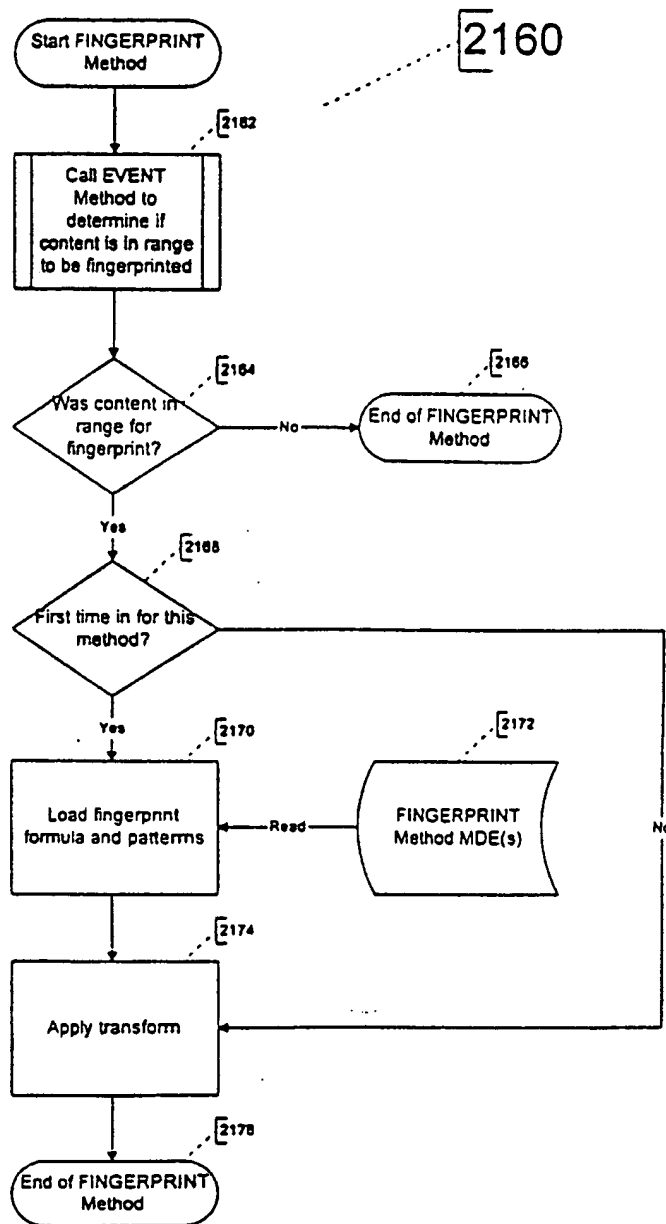 Start FINGERPRINT
Method
2160
2162
Call EVENT
Method to
determine if
content is in range
to be fingerprinted
2164
Was content in
range for
fingerprint?
No
2166
End of FINGERPRINT
Method
Yes
2168
First time in for this
method?
Yes
2170
2172
Load fingerprint
formula and patterms
Read
FINGERPRINT
Method MDE(s)
No
2174
Apply transform
2176
End of FINGERPRINT
Method